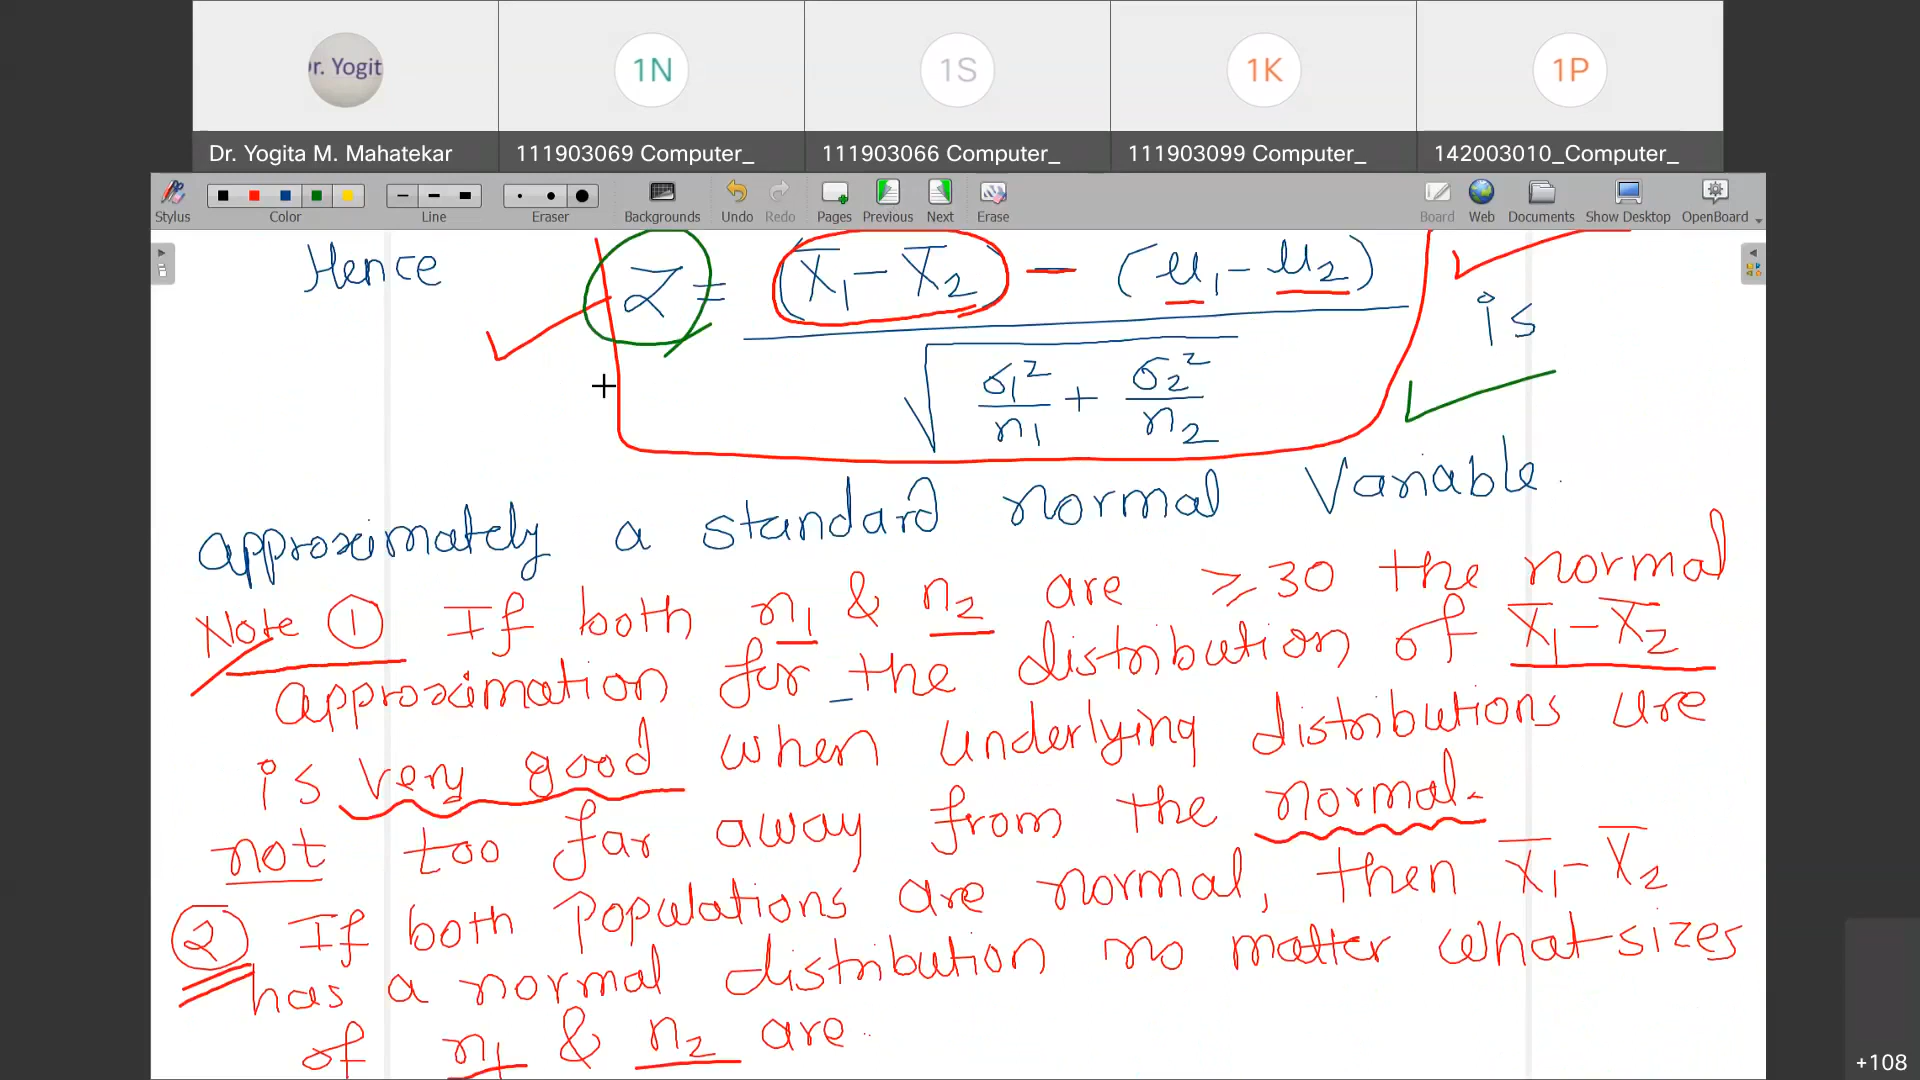 r. Yogit
1N
1S
1K
1P
Dr. Yogita M. Mahatekar
111903069 Computer_
111903066 Computer_
111903099 Computer_
142003010_Computer_
Stylus
Color
Line
Eraser
Backgrounds
Undo
Redo
Pages
Previous
Next
Erase
Board
Web
Documents
Show Desktop
OpenBoard
Hence Z = (X̄₁ - X̄₂) - (μ₁ - μ₂) is
√ σ₁²/n₁ + σ₂²/n₂
approximately a standard normal Variable.
Note ① If both n₁ & n₂ are ≥ 30 the normal
approximation for the distribution of X̄₁ - X̄₂
is very good when underlying distributions are
not too far away from the normal.
② If both populations are normal, then X̄₁ - X̄₂
has a normal distribution no matter what sizes
of n₁ & n₂ are.
+108